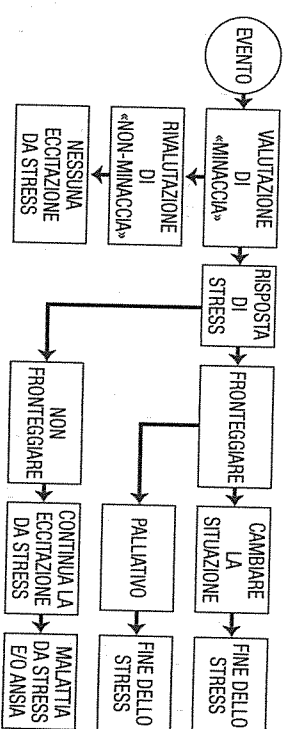 EVENTO
VALUTAZIONE
DI
«MINACCIA»
RIVALUTAZIONE
DI
«NON-MINACCIA»
NESSUNA
ECCITAZIONE
DA STRESS
RISPOSTA
DI
STRESS
FRONTEGGIARE
NON
FRONTEGGIARE
CAMBIARE
LA
SITUAZIONE
PALLIATIVO
CONTINUA LA
ECCITAZIONE
DA STRESS
FINE DELLO
STRESS
FINE DELLO
STRESS
MALATTIA
DA STRESS
E/O ANSIA